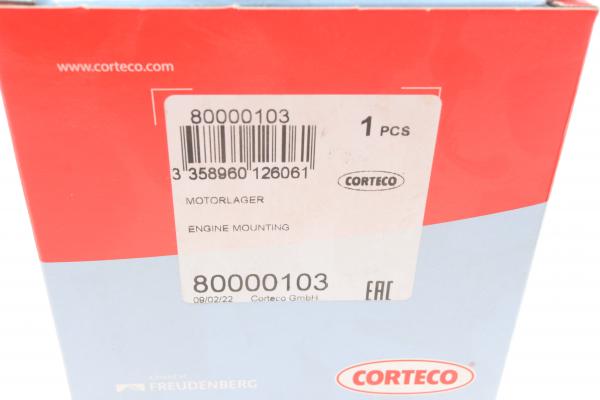 www.corteco.com
80000103
1 PCS
3 358960 126061
CORTECO
MOTORLAGER
ENGINE MOUNTING
80000103
09/02/22 Corteco GmbH
EAC
FREUDENBERG
CORTECO